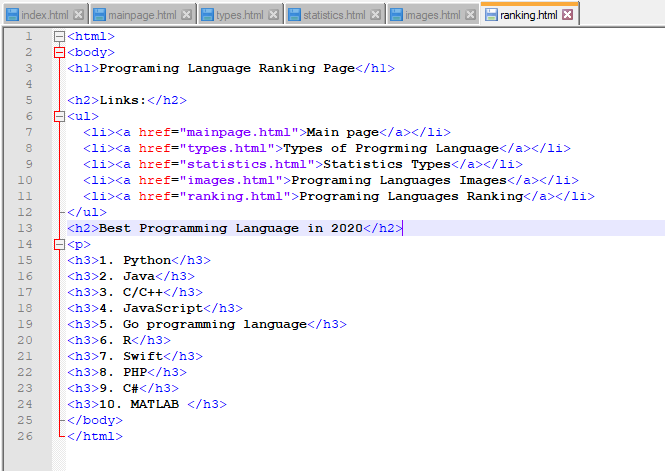 index.html mainpage.html types.html statistics.html images.html ranking.html
1 <html>
2 <body>
3 <h1>Programing Language Ranking Page</h1>
4
5 <h2>Links:</h2>
6 <ul>
7 <li><a href="mainpage.html">Main page</a></li>
8 <li><a href="types.html">Types of Progrming Language</a></li>
9 <li><a href="statistics.html">Statistics Types</a></li>
10 <li><a href="images.html">Programing Languages Images</a></li>
11 <li><a href="ranking.html">Programing Languages Ranking</a></li>
12 </ul>
13 <h2>Best Programming Language in 2020</h2>
14 <p>
15 <h3>1. Python</h3>
16 <h3>2. Java</h3>
17 <h3>3. C/C++</h3>
18 <h3>4. JavaScript</h3>
19 <h3>5. Go programming language</h3>
20 <h3>6. R</h3>
21 <h3>7. Swift</h3>
22 <h3>8. PHP</h3>
23 <h3>9. C#</h3>
24 <h3>10. MATLAB </h3>
25 </body>
26 </html>